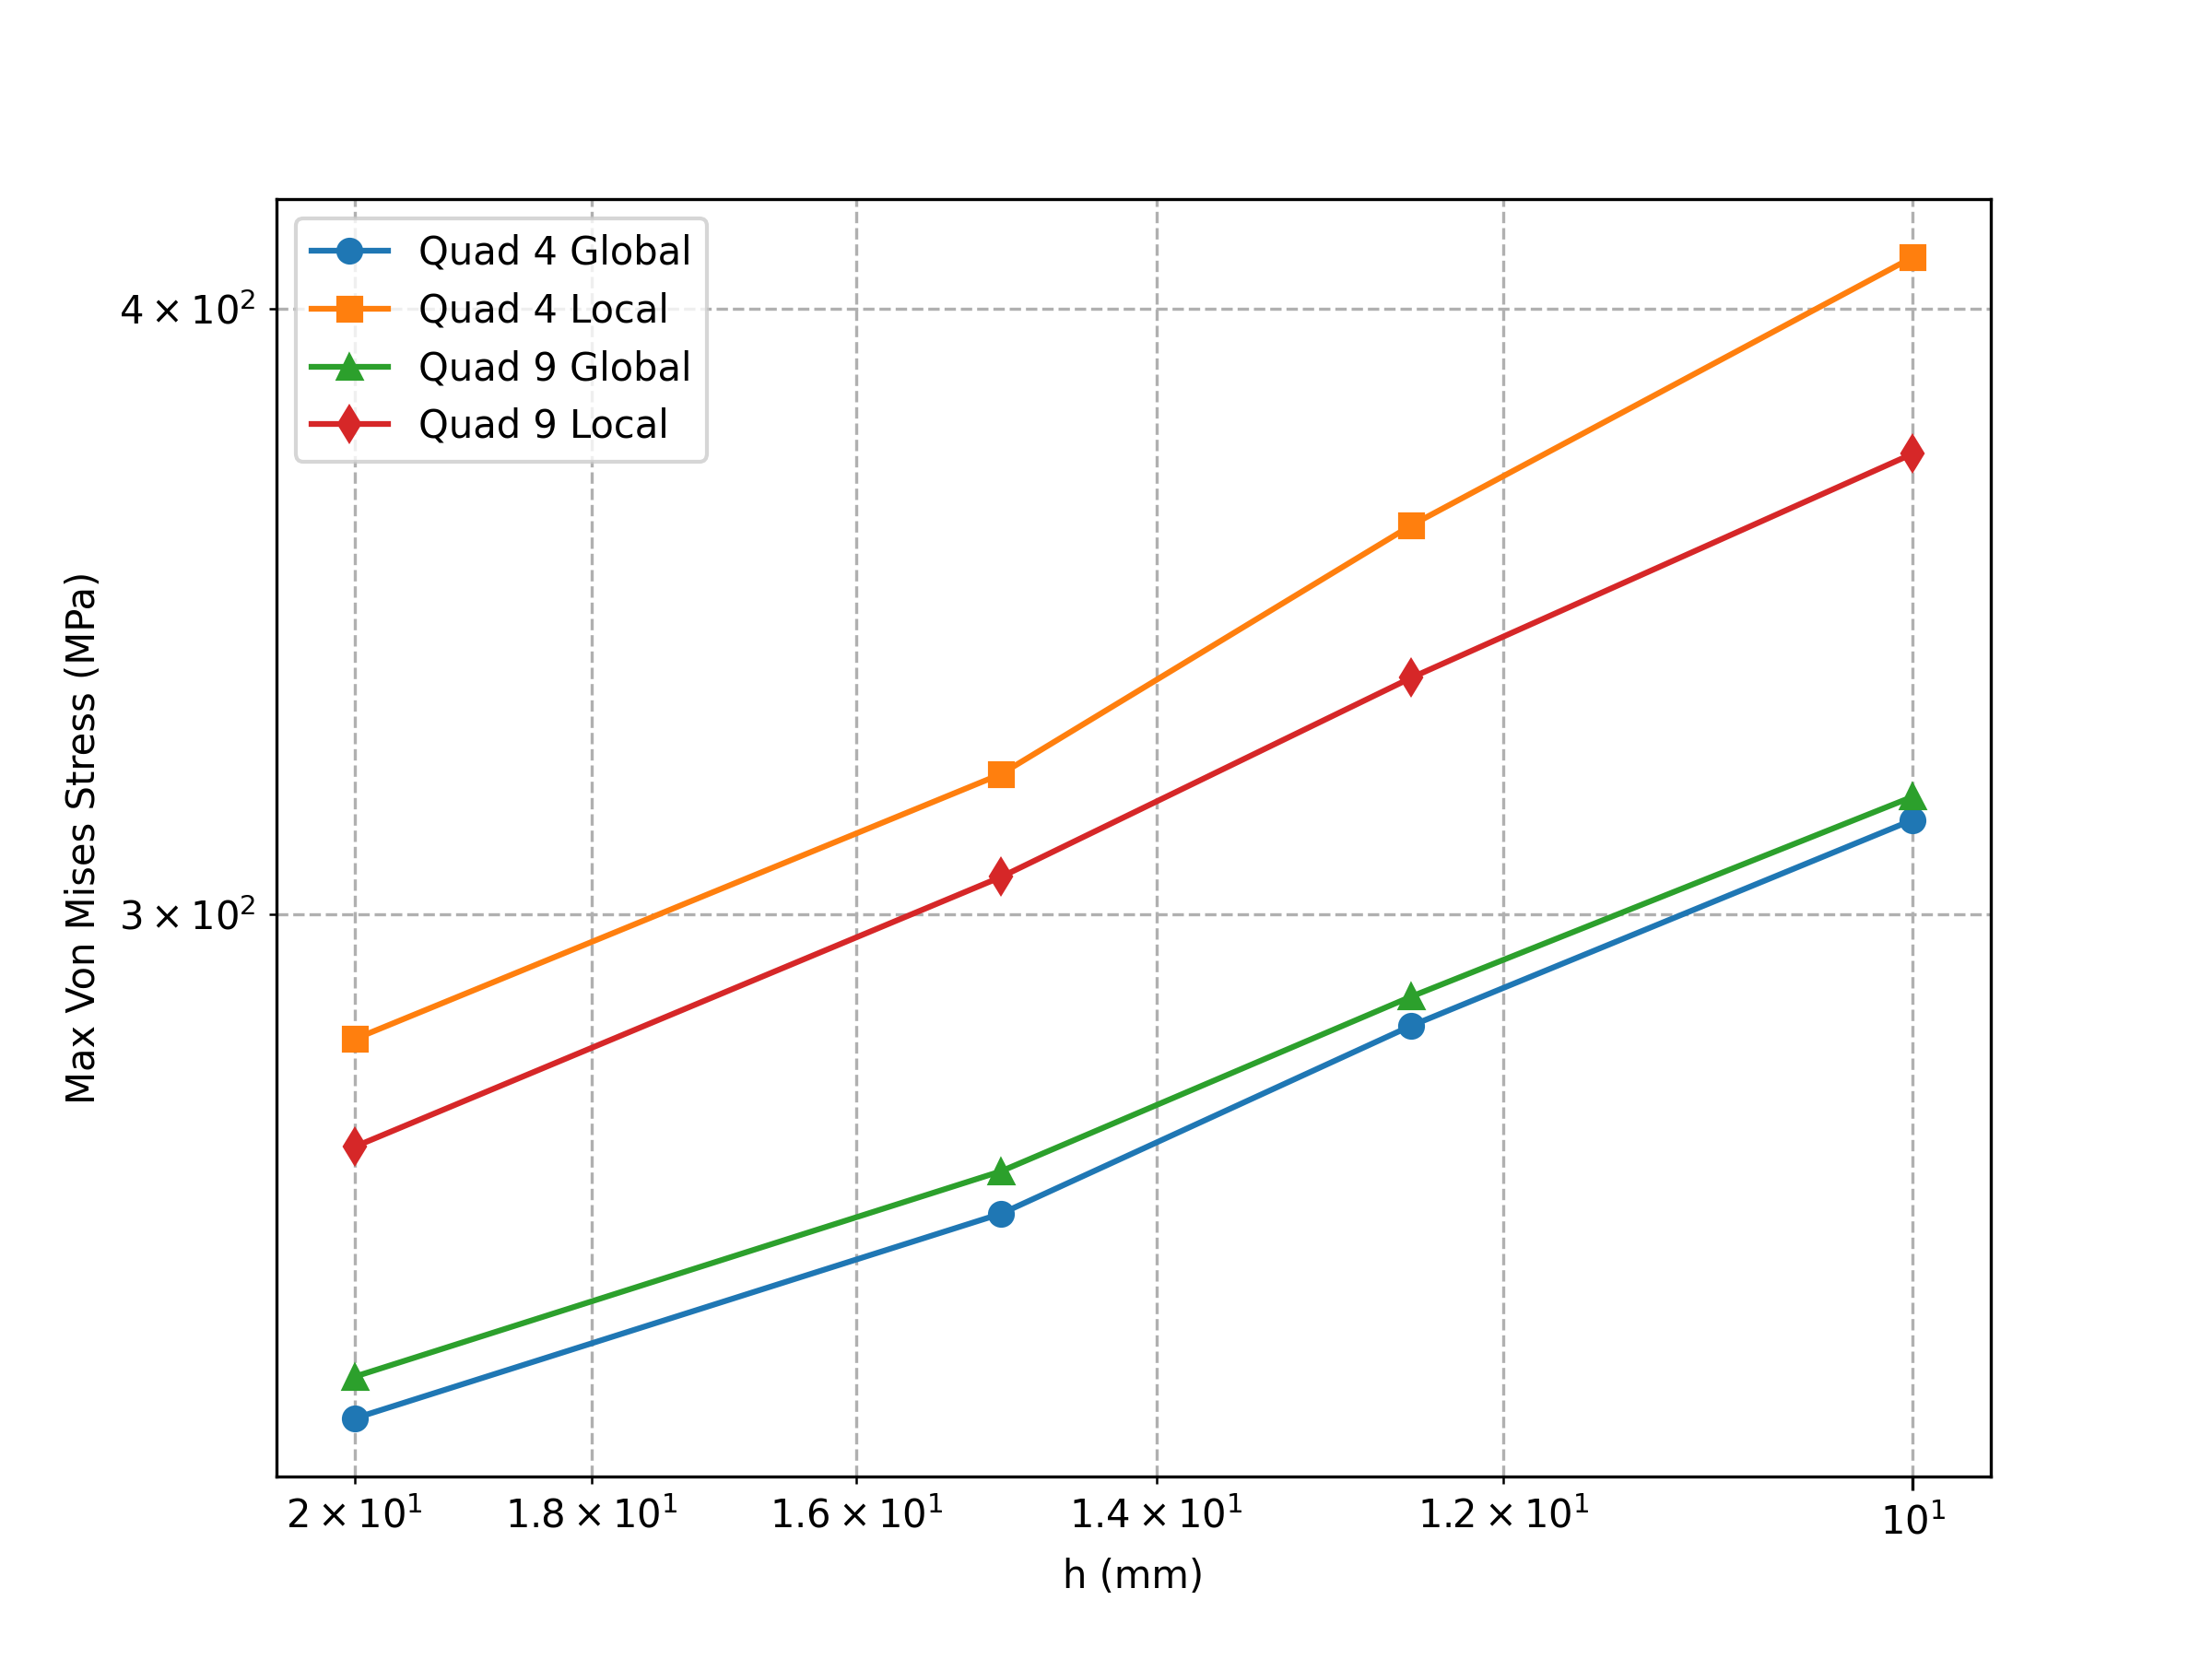 Quad 4 Global
Quad 4 Local
Quad 9 Global
Quad 9 Local
4 × 10²
3 × 10²
Max Von Mises Stress (MPa)
2 × 10¹ 1.8 × 10¹ 1.6 × 10¹ 1.4 × 10¹ 1.2 × 10¹ 10¹
h (mm)